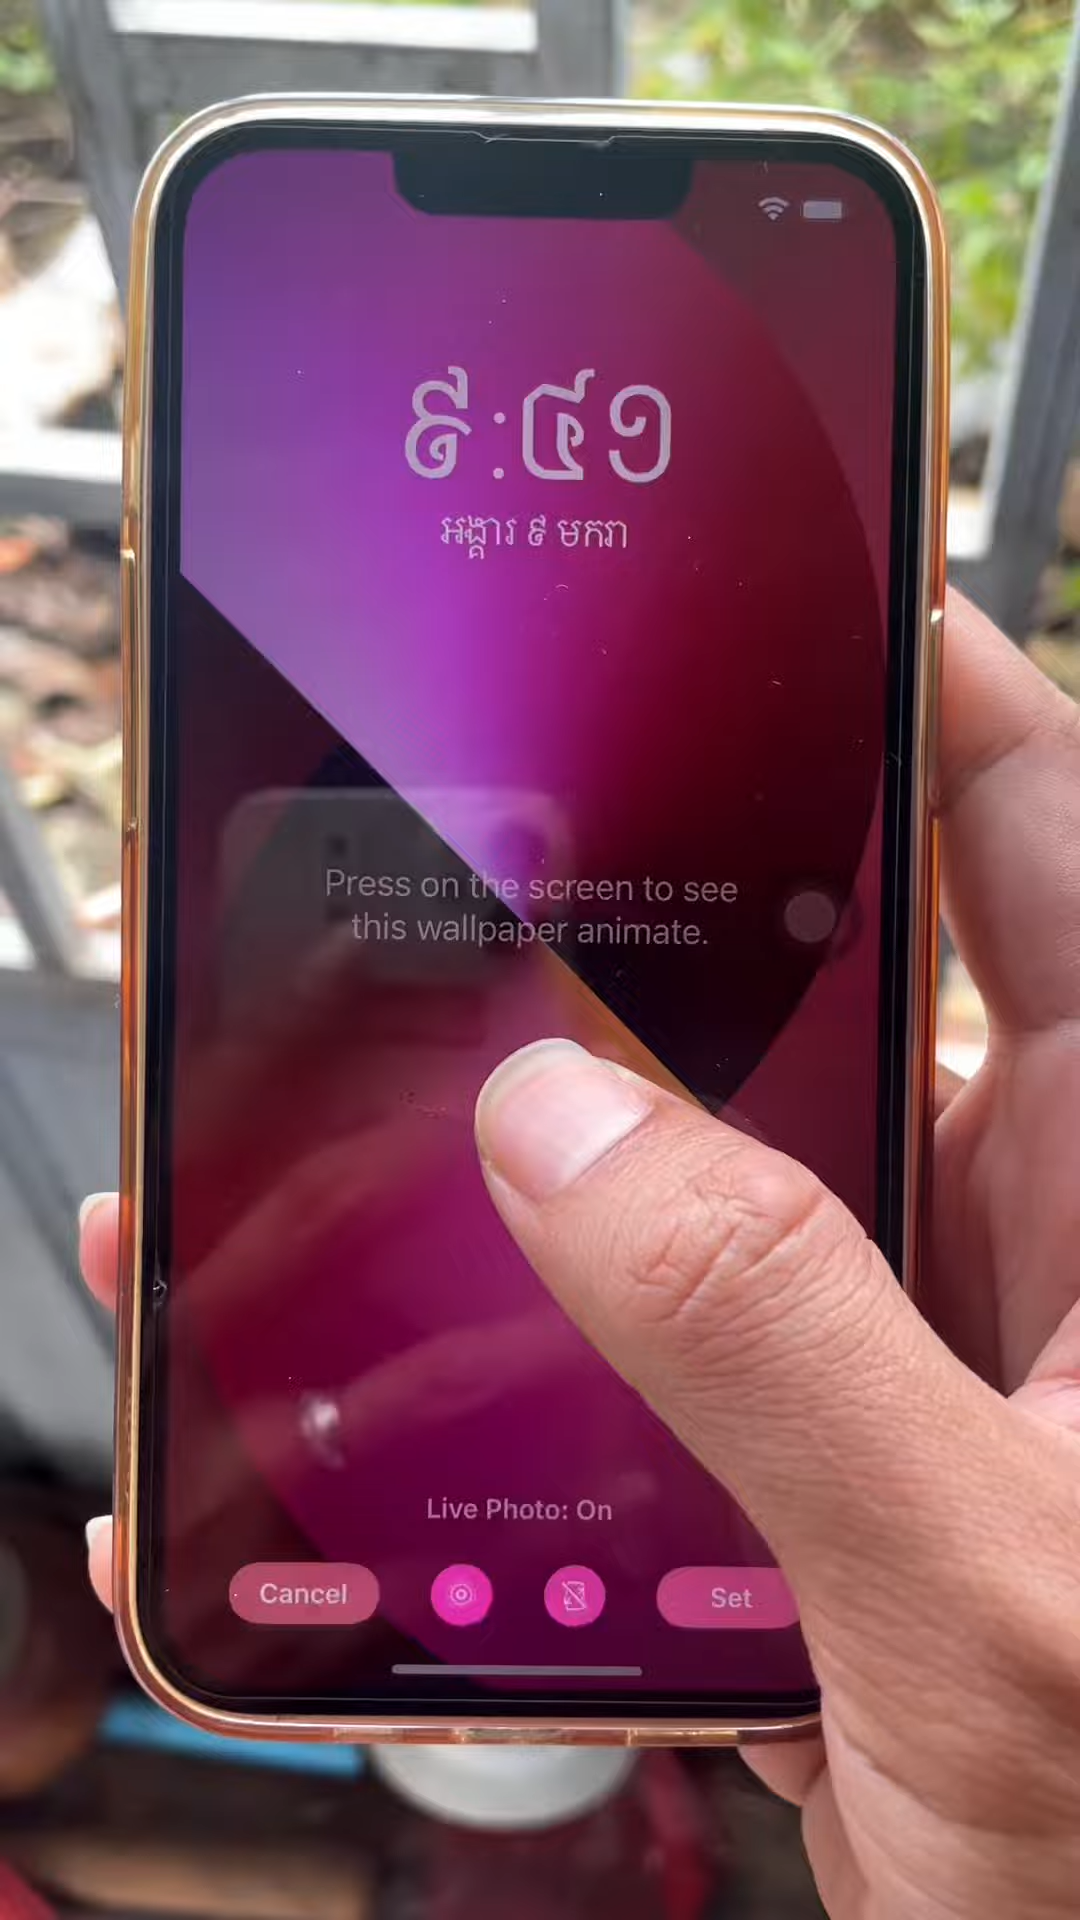 ៩:៤១
អង្គារ ៩ មករា
Press on the screen to see
this wallpaper animate.
Live Photo: On
Cancel
Set